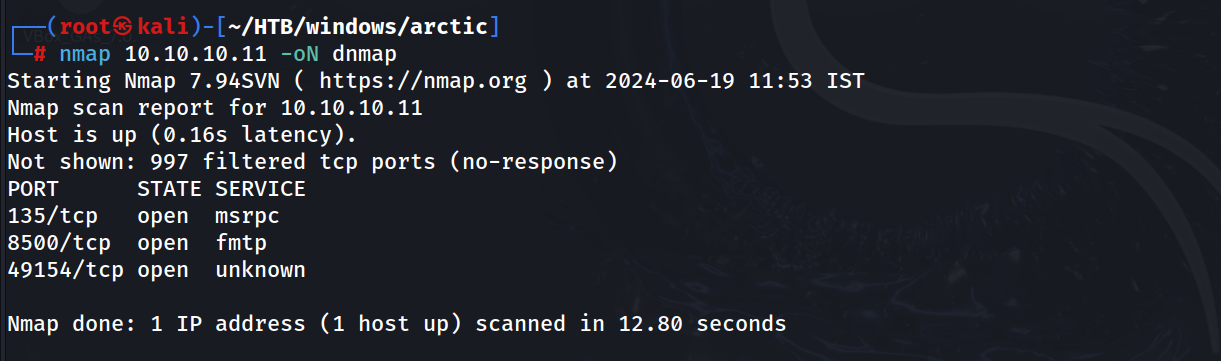 ┌──(root㉿kali)-[~/HTB/windows/arctic]
└─# nmap 10.10.10.11 -oN dnmap
Starting Nmap 7.94SVN ( https://nmap.org ) at 2024-06-19 11:53 IST
Nmap scan report for 10.10.10.11
Host is up (0.16s latency).
Not shown: 997 filtered tcp ports (no-response)
PORT      STATE SERVICE
135/tcp   open  msrpc
8500/tcp  open  fmtp
49154/tcp open  unknown
Nmap done: 1 IP address (1 host up) scanned in 12.80 seconds